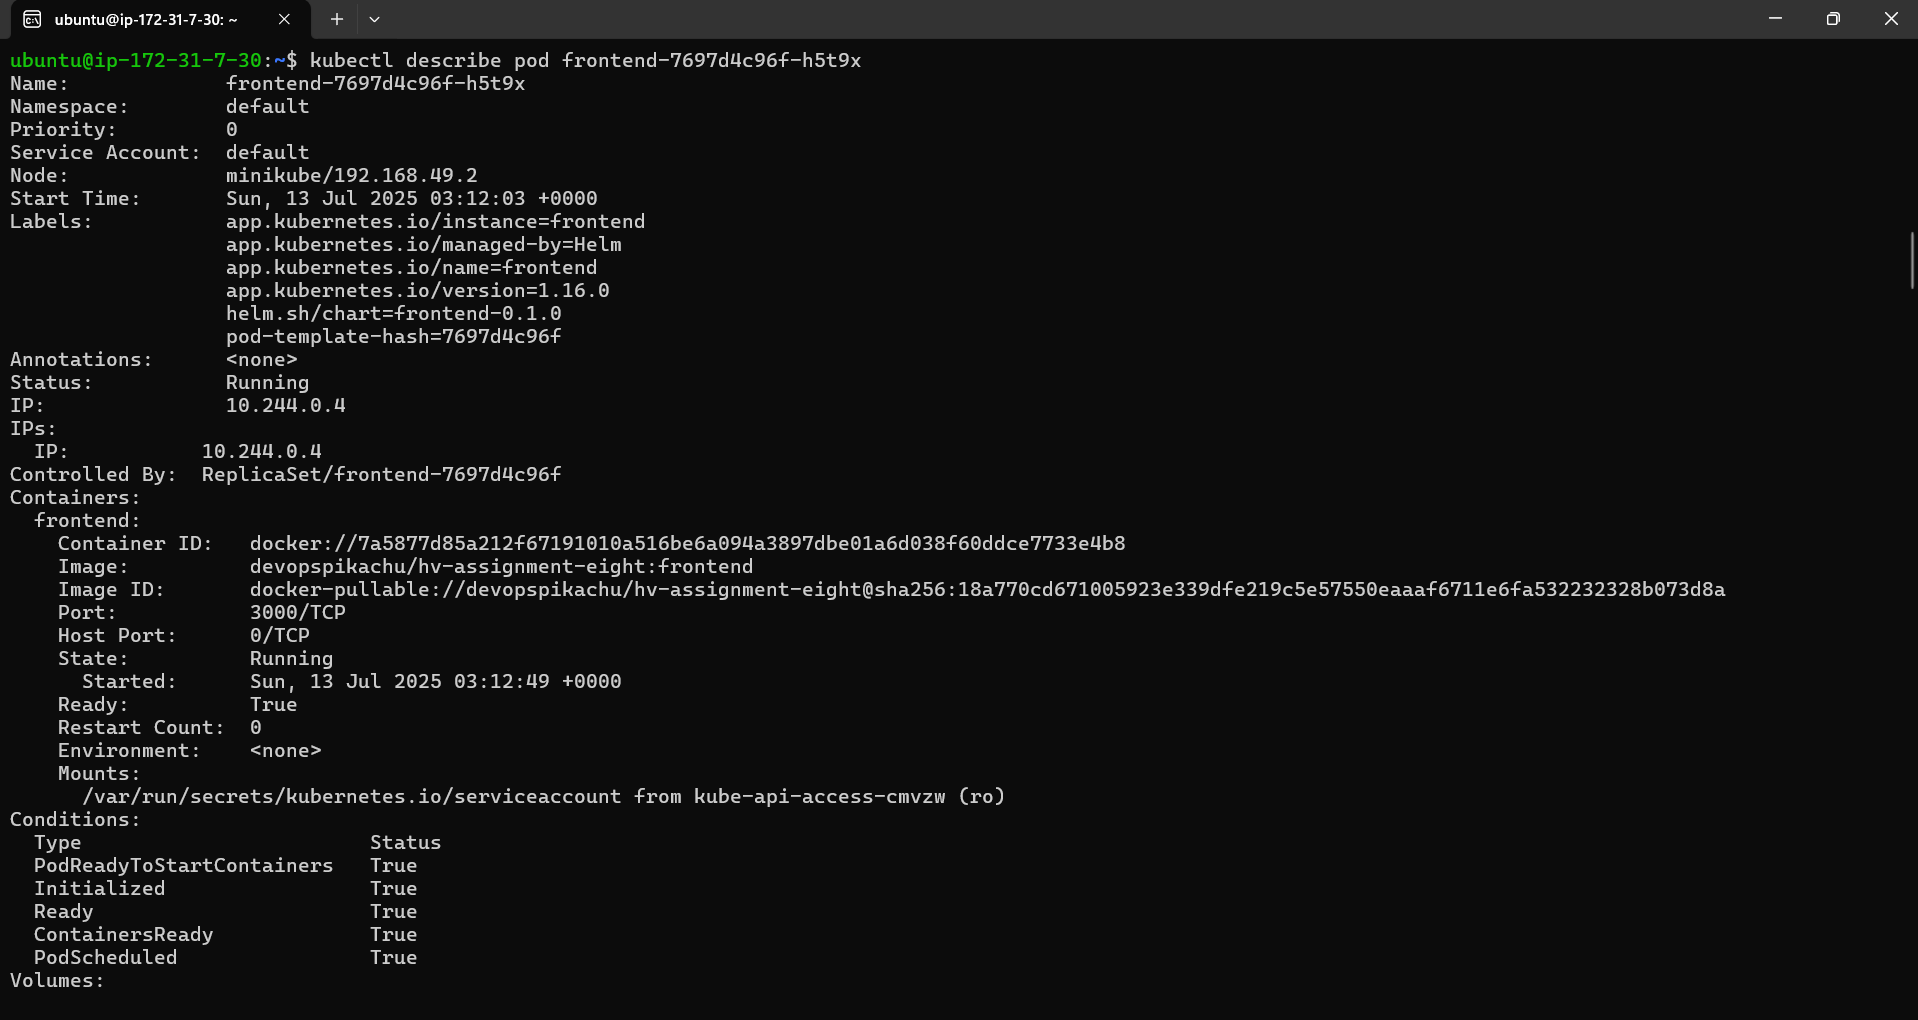 ubuntu@ip-172-31-7-30: ~
ubuntu@ip-172-31-7-30:~$ kubectl describe pod frontend-7697d4c96f-h5t9x
Name:             frontend-7697d4c96f-h5t9x
Namespace:        default
Priority:         0
Service Account:  default
Node:             minikube/192.168.49.2
Start Time:       Sun, 13 Jul 2025 03:12:03 +0000
Labels:           app.kubernetes.io/instance=frontend
                  app.kubernetes.io/managed-by=Helm
                  app.kubernetes.io/name=frontend
                  app.kubernetes.io/version=1.16.0
                  helm.sh/chart=frontend-0.1.0
                  pod-template-hash=7697d4c96f
Annotations:      <none>
Status:           Running
IP:               10.244.0.4
IPs:
  IP:           10.244.0.4
Controlled By:  ReplicaSet/frontend-7697d4c96f
Containers:
  frontend:
    Container ID:   docker://7a5877d85a212f67191010a516be6a094a3897dbe01a6d038f60ddce7733e4b8
    Image:          devopspikachu/hv-assignment-eight:frontend
    Image ID:       docker-pullable://devopspikachu/hv-assignment-eight@sha256:18a770cd671005923e339dfe219c5e57550eaaaf6711e6fa532232328b073d8a
    Port:           3000/TCP
    Host Port:      0/TCP
    State:          Running
      Started:      Sun, 13 Jul 2025 03:12:49 +0000
    Ready:          True
    Restart Count:  0
    Environment:    <none>
    Mounts:
      /var/run/secrets/kubernetes.io/serviceaccount from kube-api-access-cmvzw (ro)
Conditions:
  Type                        Status
  PodReadyToStartContainers   True
  Initialized                 True
  Ready                       True
  ContainersReady             True
  PodScheduled                True
Volumes: